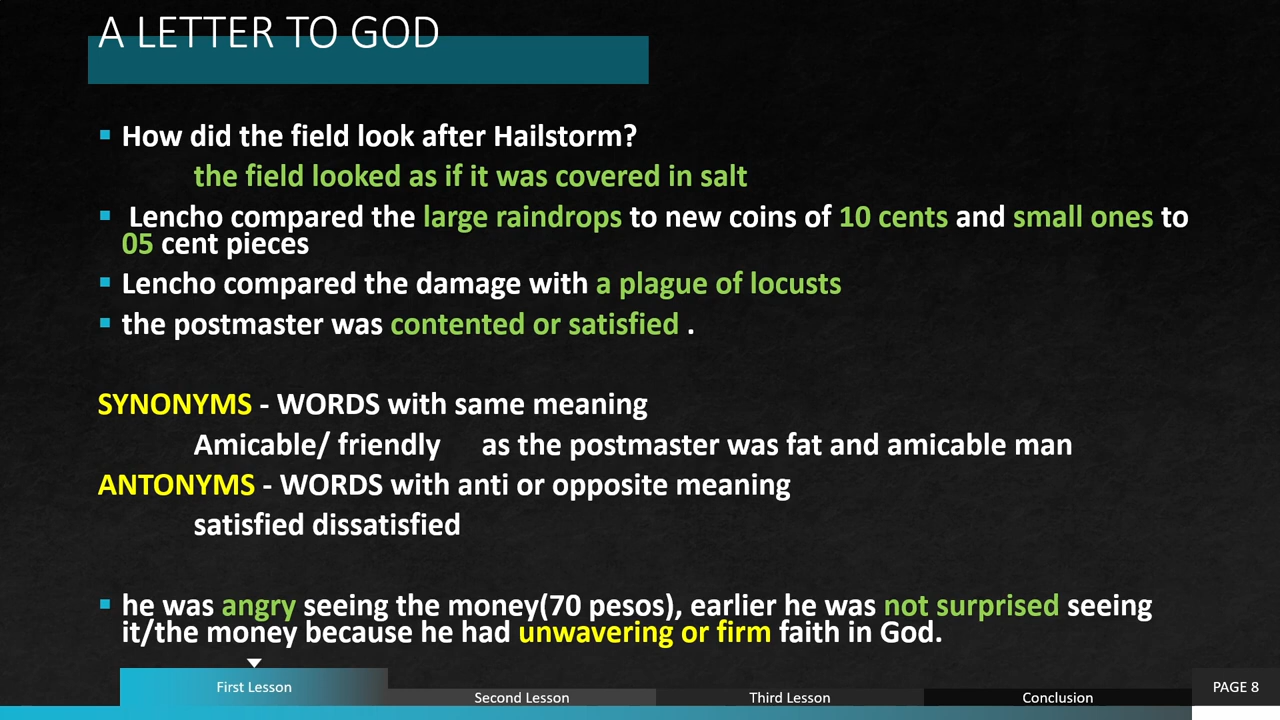 A LETTER TO GOD
How did the field look after Hailstorm?
the field looked as if it was covered in salt
Lencho compared the large raindrops to new coins of 10 cents and small ones to
05 cent pieces
Lencho compared the damage with a plague of locusts
the postmaster was contented or satisfied .
SYNONYMS - WORDS with same meaning
Amicable/ friendly as the postmaster was fat and amicable man
ANTONYMS - WORDS with anti or opposite meaning
satisfied dissatisfied
he was angry seeing the money(70 pesos), earlier he was not surprised seeing
it/the money because he had unwavering or firm faith in God.
First Lesson
Second Lesson
Third Lesson
Conclusion
PAGE 8